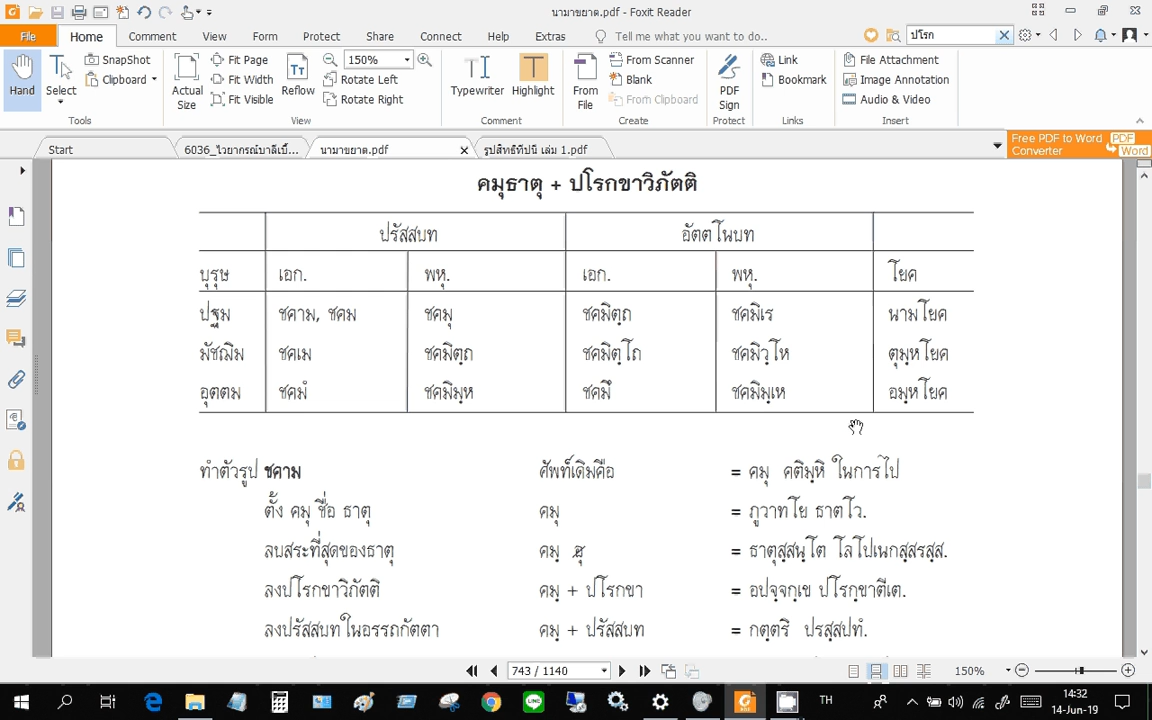 นามาขยาต.pdf - Foxit Reader
File Home Comment View Form Protect Share Connect Help Extras Tell me what you want to do.. ปโรก
Hand Select SnapShot Clipboard Actual Size Fit Page Fit Width Fit Visible Reflow 150% Rotate Left Rotate Right Typewriter Highlight From File From Scanner Blank From Clipboard PDF Sign Link Bookmark File Attachment Image Annotation Audio & Video
Tools View Comment Create Protect Links Insert
Start 6036_ไวยากรณ์บาลีเบื้... นามาขยาต.pdf รูปสิทธิทีปนี เล่ม 1.pdf Free PDF to Word Converter PDF Word
คมุธาตุ + ปโรกขาวิภัตติ
ปรัสสบท อัตตโนบท
บุรุษ เอก. พหุ. เอก. พหุ. โยค
ปฐม ชคาม, ชคม ชคมุ ชคมิตฺถ ชคมิเร นามโยค
มัชฌิม ชคเม ชคมิตฺถ ชคมิตฺโถ ชคมิวฺโห ตุมฺหโยค
อุตตม ชคมํ ชคมิมฺห ชคมึ ชคมิมฺเห อมฺหโยค
ทำตัวรูป ชคาม ศัพท์เดิมคือ = คมุ คติมฺหิ ในการไป
ตั้ง คมุ ชื่อ ธาตุ คมุ = ภูวาทโย ธาตโว.
ลบสระที่สุดของธาตุ คมฺ อุ = ธาตุสฺสนฺโต โลโปเนกสฺสรสฺส.
ลงปโรกขาวิภัตติ คมฺ + ปโรกขา = อปจฺจกฺเข ปโรกฺขาตีเต.
ลงปรัสสบทในอรรถกัตตา คมฺ + ปรัสสบท = กตฺตริ ปรสฺสปทํ.
743 / 1140 150%
TH 14:32
14-Jun-19